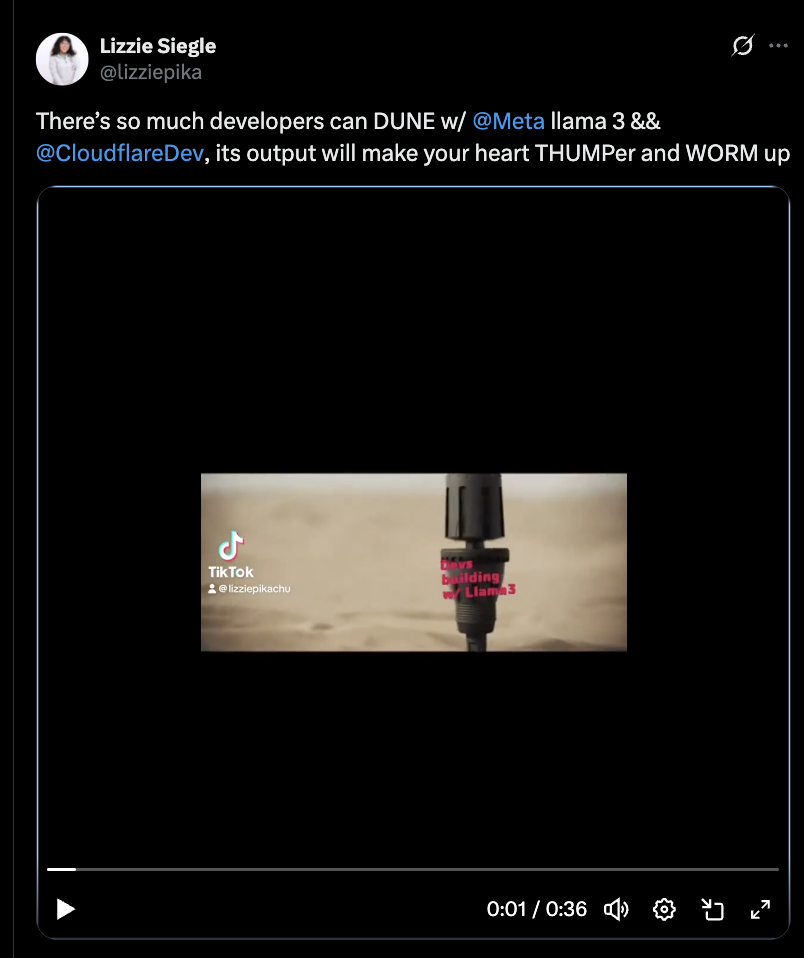 Lizzie Siegle
@lizziepika
There’s so much developers can DUNE w/ @Meta llama 3 &&
@CloudflareDev, its output will make your heart THUMPer and WORM up
TikTok
@lizziepikachu
Devs
building
w/ Llama3
0:01 / 0:36